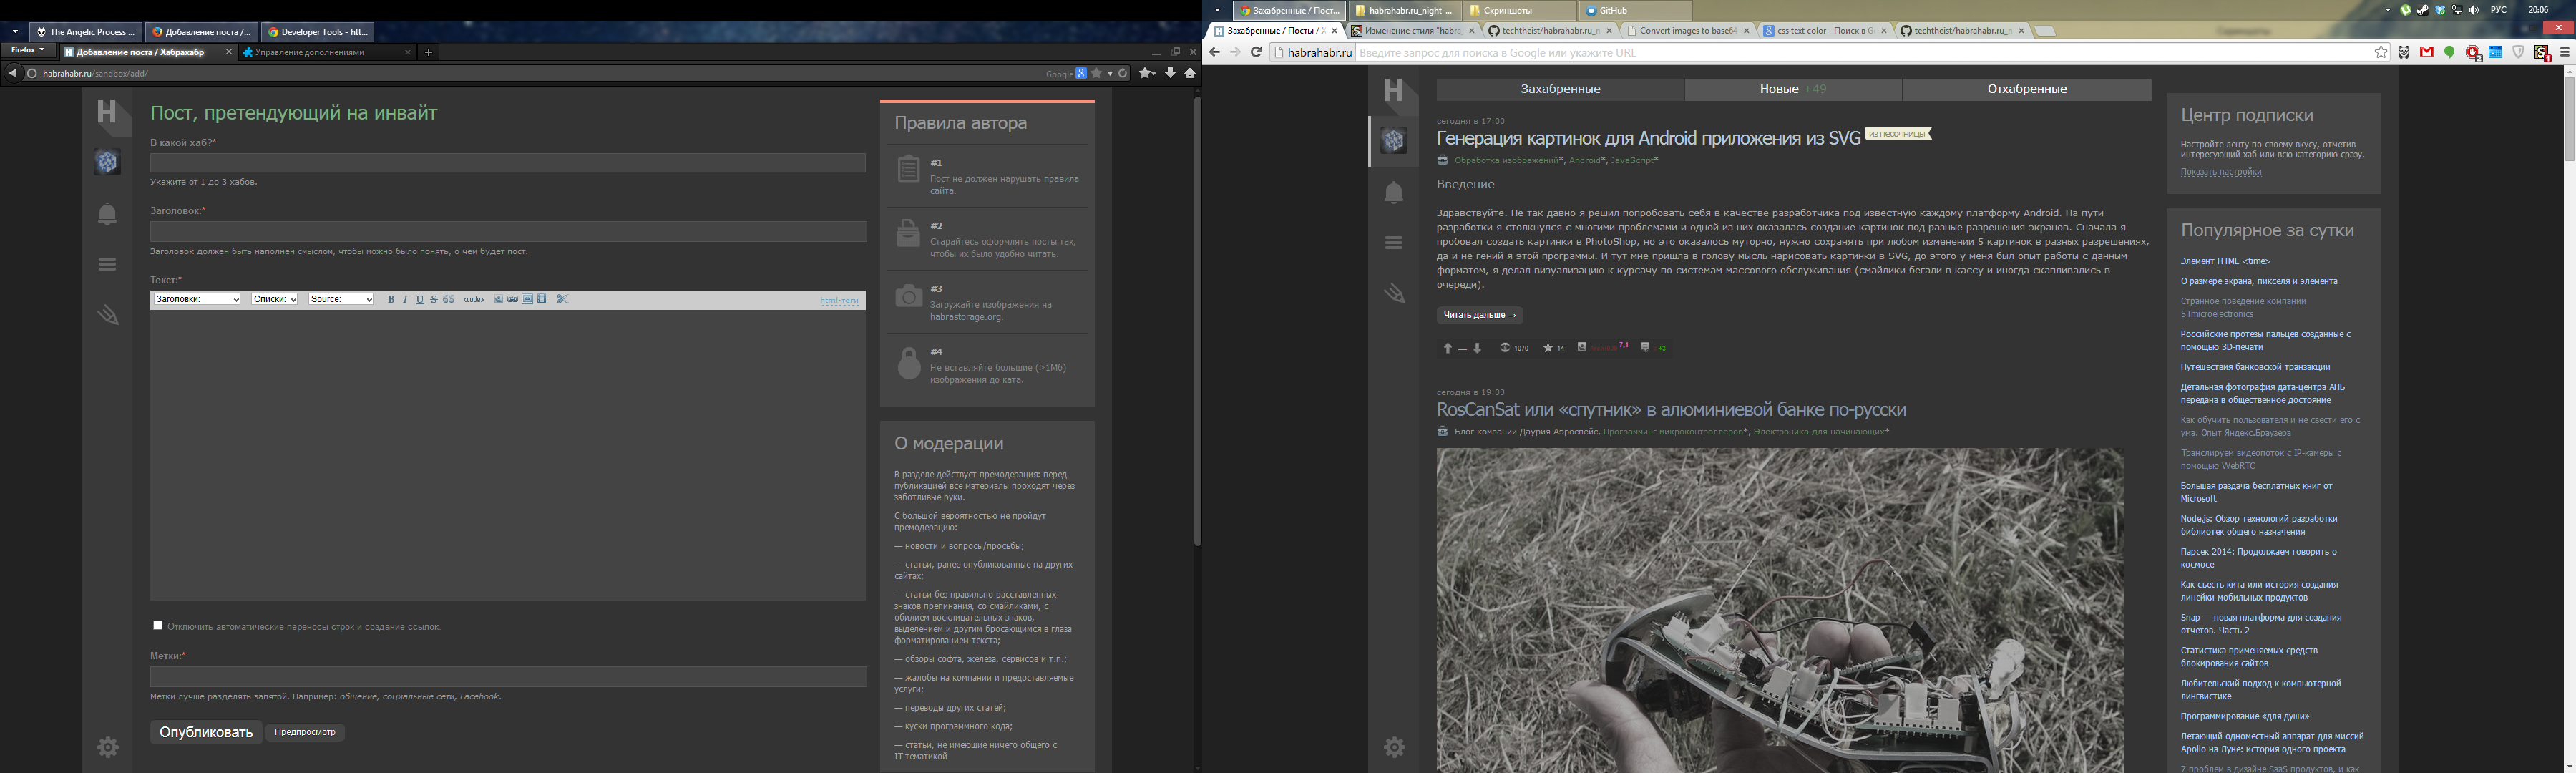 The Angelic Process ...
Добавление поста /...
Developer Tools - htt...
Firefox
Добавление поста / Хабрахабр
Управление дополнениями
habrahabr.ru/sandbox/add/
Google
Пост, претендующий на инвайт
В какой хаб?*
Укажите от 1 до 3 хабов.
Заголовок:*
Заголовок должен быть наполнен смыслом, чтобы можно было понять, о чем будет пост.
Текст:*
Заголовки:
Списки:
Source:
B I U S <code>
html-теги
Отключить автоматические переносы строк и создание ссылок.
Метки:*
Метки лучше разделять запятой. Например: общение, социальные сети, Facebook.
Опубликовать
Предпросмотр
Правила автора
#1
Пост не должен нарушать правила
сайта.
#2
Старайтесь оформлять посты так,
чтобы их было удобно читать.
#3
Загружайте изображения на
habrastorage.org.
#4
Не вставляйте большие (>1Мб)
изображения до ката.
О модерации
В разделе действует премодерация: перед
публикацией все материалы проходят через
заботливые руки.
С большой вероятностью не пройдут
премодерацию:
— новости и вопросы/просьбы;
— статьи, ранее опубликованные на других
сайтах;
— статьи без правильно расставленных
знаков препинания, со смайликами, с
обилием восклицательных знаков,
выделением и другим бросающимся в глаза
форматированием текста;
— обзоры софта, железа, сервисов и т.п.;
— жалобы на компании и предоставляемые
услуги;
— переводы других статей;
— куски программного кода;
— статьи, не имеющие ничего общего с
IT-тематикой
Захабренные / Пост...
habrahabr.ru_night-...
Скриншоты
GitHub
РУС
20:06
Захабренные / Посты / Х
Изменение стиля "habra
techtheist/habrahabr.ru_n
Convert images to base64
css text color - Поиск в G
techtheist/habrahabr.ru_n
habrahabr.ru
Введите запрос для поиска в Google или укажите URL
Захабренные
Новые +49
Отхабренные
сегодня в 17:00
Генерация картинок для Android приложения из SVG
из песочницы
Обработка изображений*, Android*, JavaScript*
Введение
Здравствуйте. Не так давно я решил попробовать себя в качестве разработчика под известную каждому платформу Android. На пути
разработки я столкнулся с многими проблемами и одной из них оказалась создание картинок под разные разрешения экранов. Сначала я
пробовал создать картинки в PhotoShop, но это оказалось муторно, нужно сохранять при любом изменении 5 картинок в разных разрешениях,
да и не гений я этой программы. И тут мне пришла в голову мысль нарисовать картинки в SVG, до этого у меня был опыт работы с данным
форматом, я делал визуализацию к курсачу по системам массового обслуживания (смайлики бегали в кассу и иногда скапливались в
очереди).
Читать дальше →
—
1070
14
7,1
+3
сегодня в 19:03
RosCanSat или «спутник» в алюминиевой банке по-русски
Блог компании Даурия Аэроспейс, Программинг микроконтроллеров*, Электроника для начинающих*
Центр подписки
Настройте ленту по своему вкусу, отметив
интересующий хаб или всю категорию сразу.
Показать настройки
Популярное за сутки
Элемент HTML <time>
О размере экрана, пикселя и элемента
Странное поведение компании
STmicroelectronics
Российские протезы пальцев созданные с
помощью 3D-печати
Путешествия банковской транзакции
Детальная фотография дата-центра АНБ
передана в общественное достояние
Как обучить пользователя и не свести его с
ума. Опыт Яндекс.Браузера
Транслируем видеопоток с IP-камеры с
помощью WebRTC
Большая раздача бесплатных книг от
Microsoft
Node.js: Обзор технологий разработки
библиотек общего назначения
Парсек 2014: Продолжаем говорить о
космосе
Как съесть кита или история создания
линейки мобильных продуктов
Snap — новая платформа для создания
отчетов. Часть 2
Статистика применяемых средств
блокирования сайтов
Любительский подход к компьютерной
лингвистике
Программирование «для души»
Летающий одноместный аппарат для миссий
Apollo на Луне: история одного проекта
7 проблем в дизайне SaaS продуктов, и как